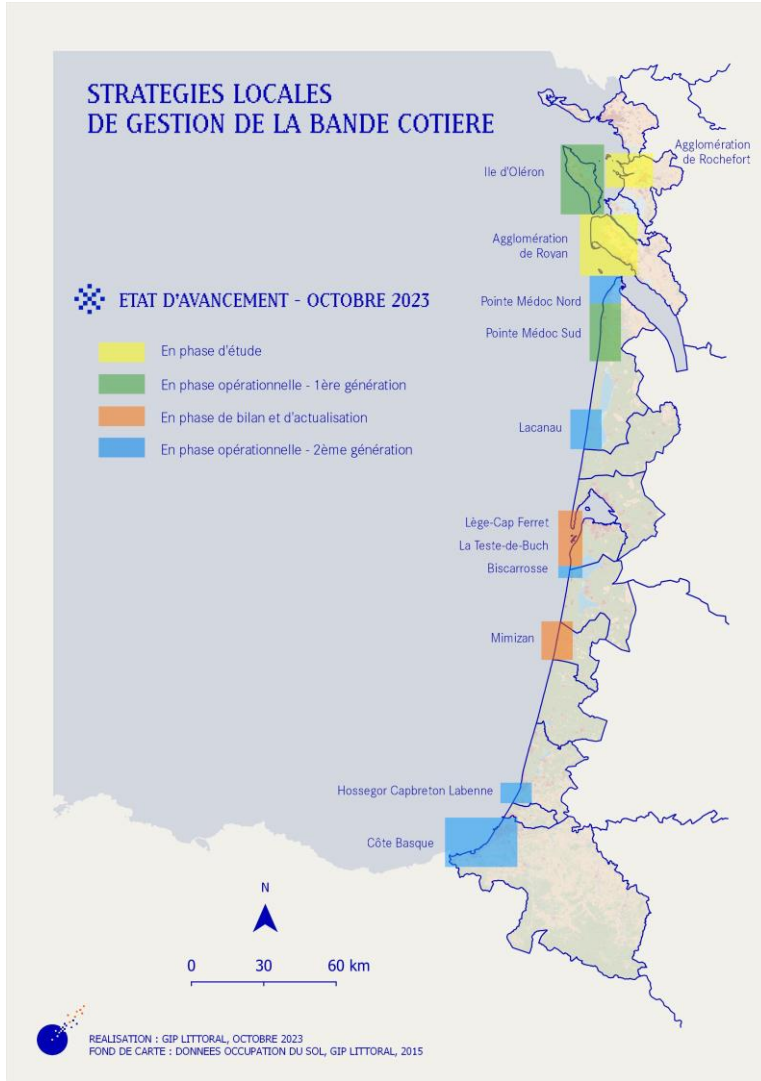 STRATEGIES LOCALES
DE GESTION DE LA BANDE COTIERE
Agglomération
de Rochefort
Ile d'Oléron
Agglomération
de Royan
ETAT D'AVANCEMENT - OCTOBRE 2023
Pointe Médoc Nord
Pointe Médoc Sud
En phase d'étude
En phase opérationnelle - 1ère génération
En phase de bilan et d'actualisation
En phase opérationnelle - 2ème génération
Lacanau
Lège-Cap Ferret
La Teste-de-Buch
Biscarrosse
Mimizan
Hossegor Capbreton Labenne
Côte Basque
N
0 30 60 km
REALISATION : GIP LITTORAL, OCTOBRE 2023
FOND DE CARTE : DONNEES OCCUPATION DU SOL, GIP LITTORAL, 2015